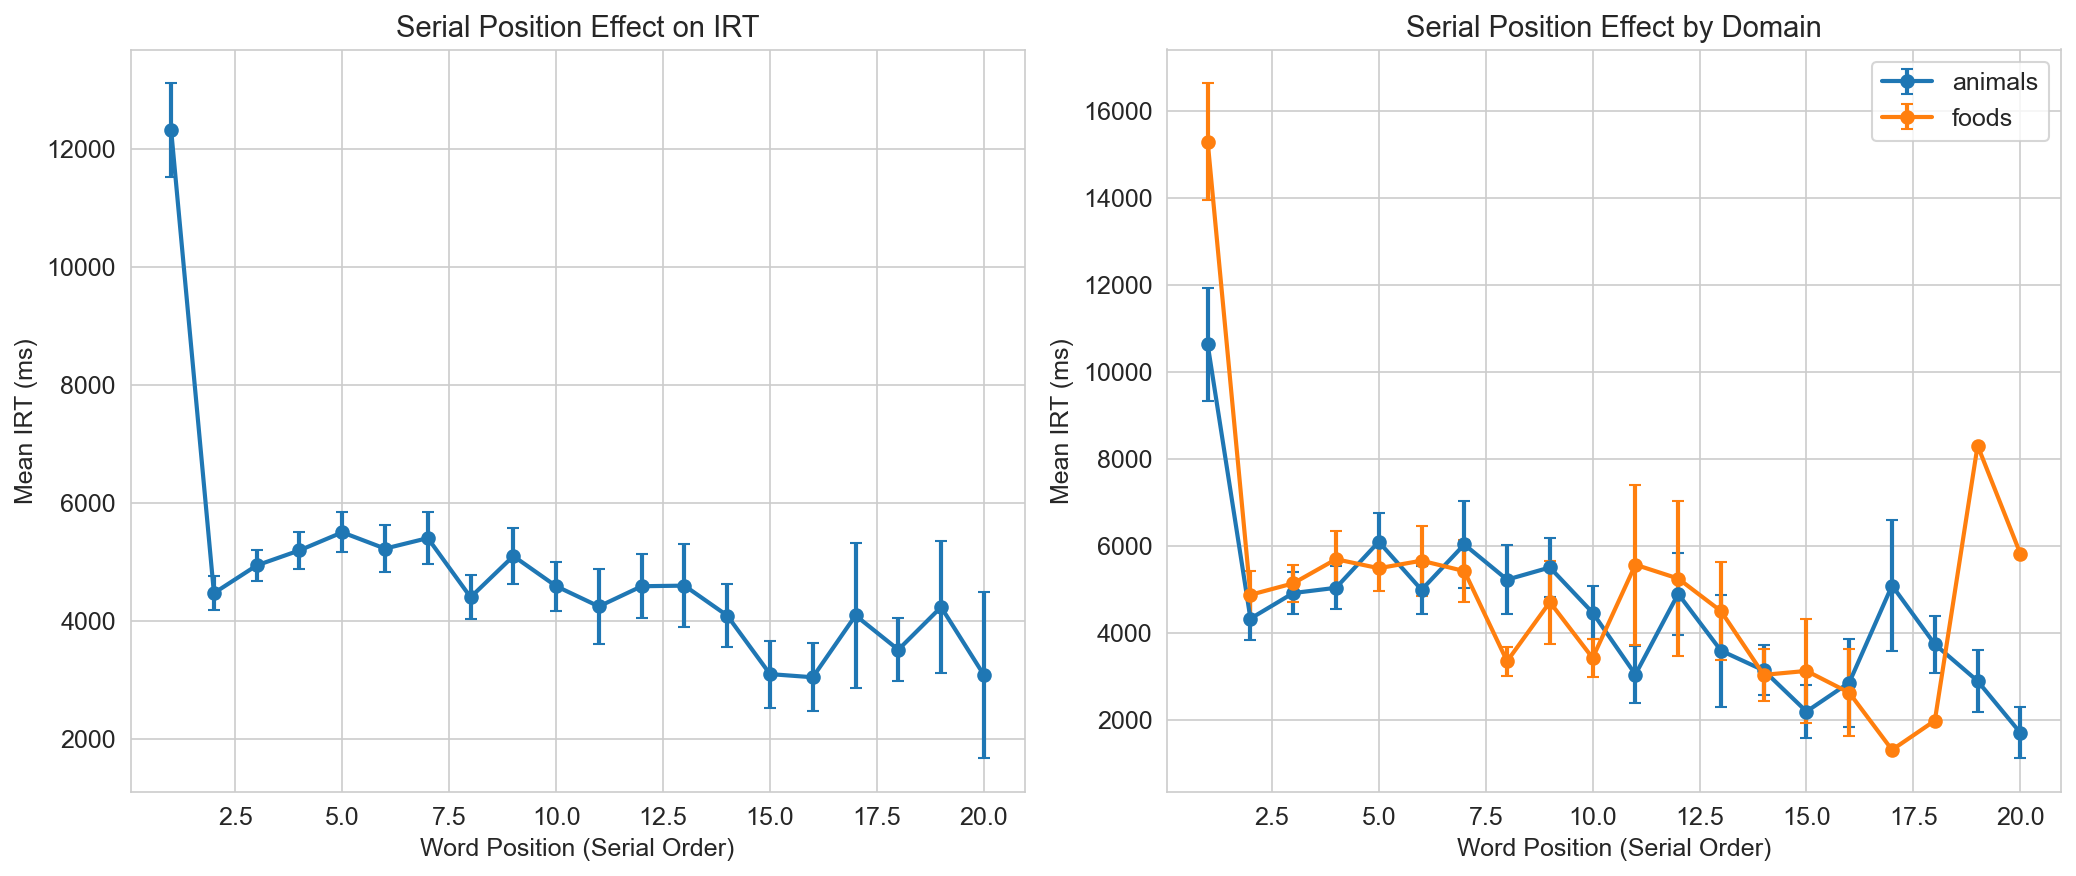 Serial Position Effect on IRT
Mean IRT (ms)
12000
10000
8000
6000
4000
2000
2.5 5.0 7.5 10.0 12.5 15.0 17.5 20.0
Word Position (Serial Order)
Serial Position Effect by Domain
animals
foods
Mean IRT (ms)
16000
14000
12000
10000
8000
6000
4000
2000
2.5 5.0 7.5 10.0 12.5 15.0 17.5 20.0
Word Position (Serial Order)